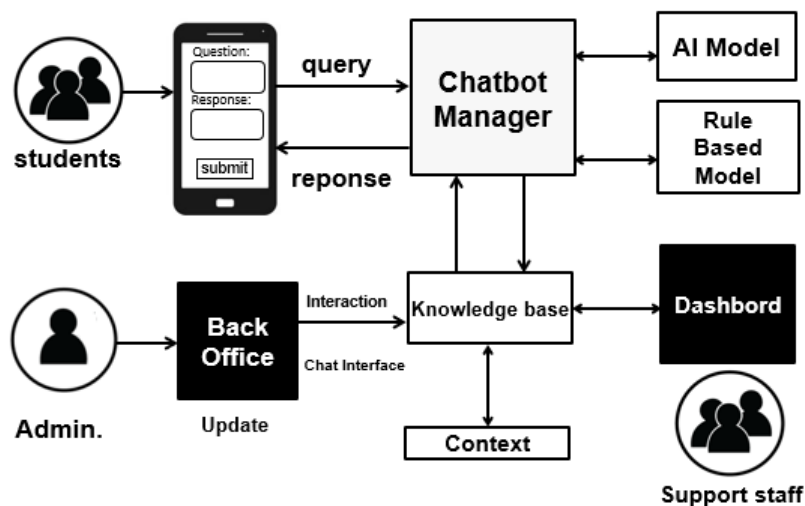 Question:
Response:
submit
students
query
reponse
Chatbot
Manager
AI Model
Rule
Based
Model
Admin.
Back
Office
Update
Interaction
Chat Interface
Knowledge base
Context
Dashbord
Support staff